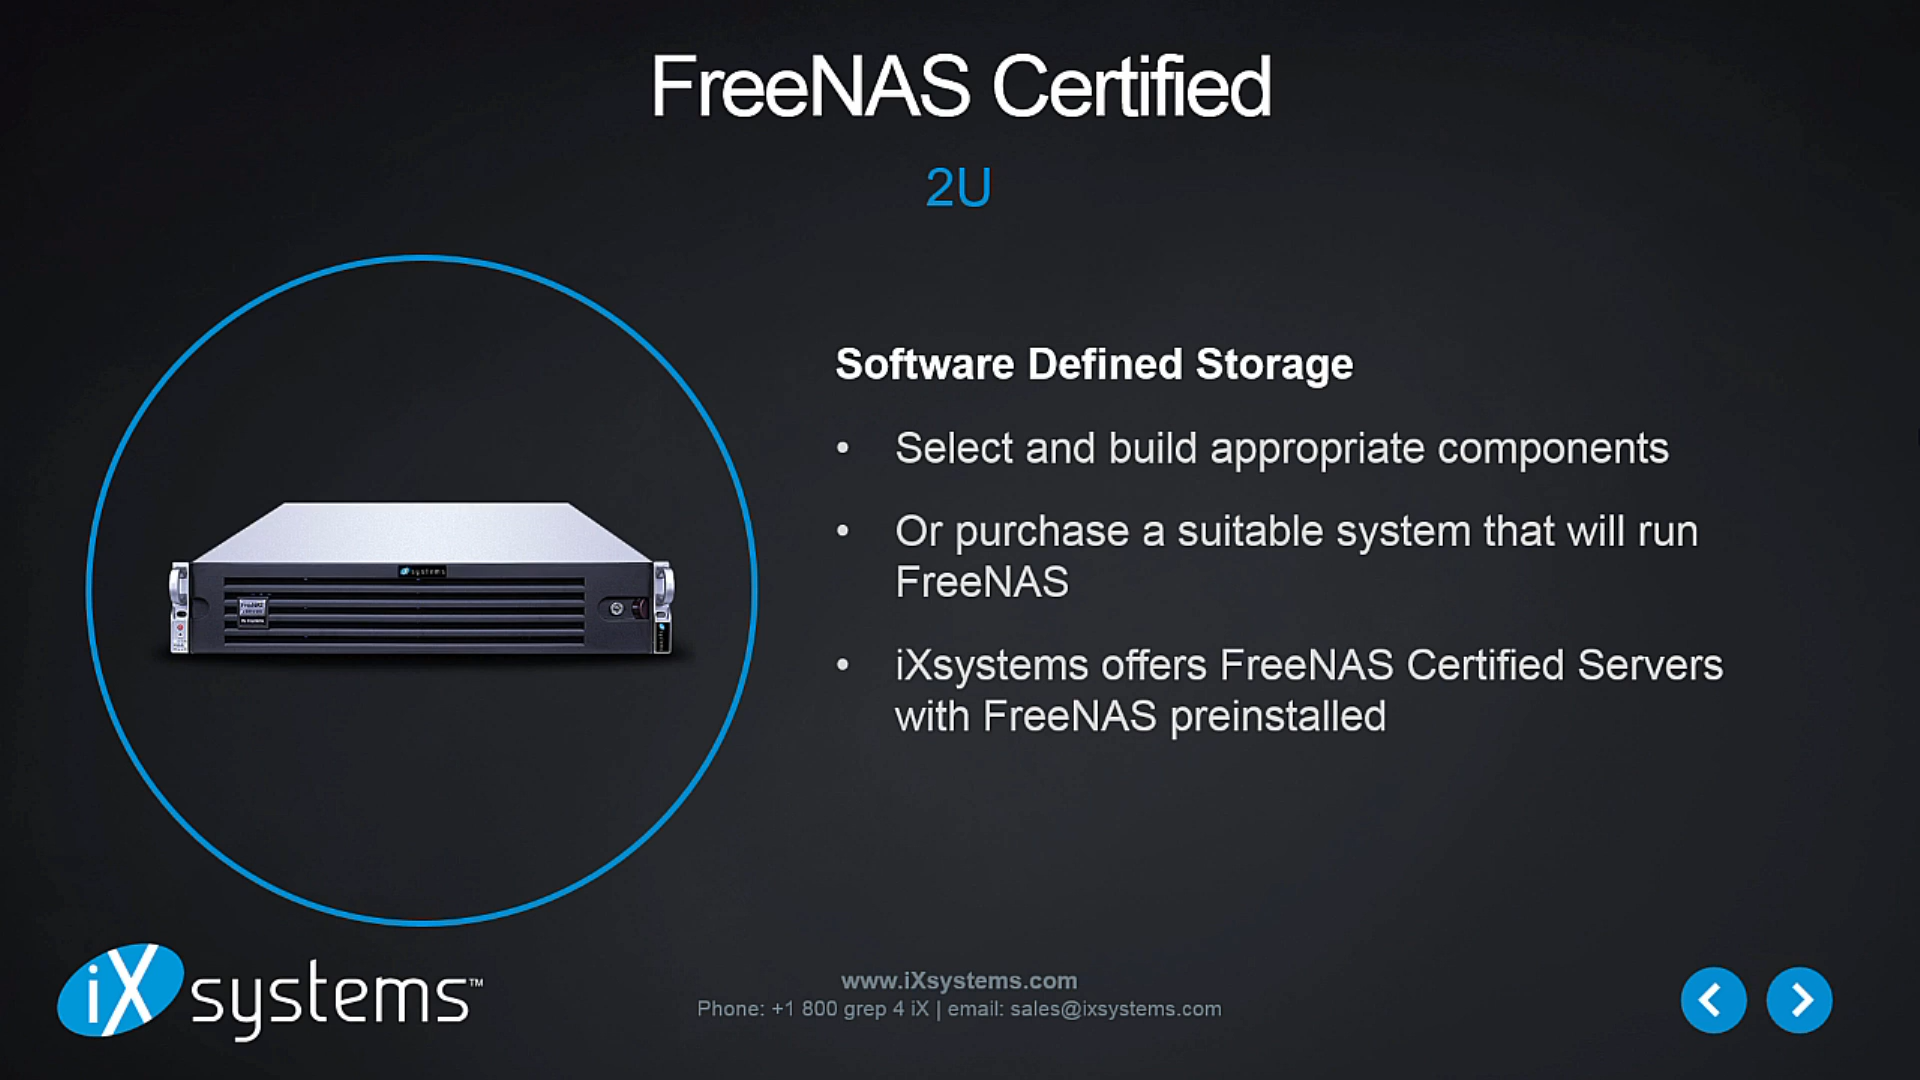 FreeNAS Certified
2U
Software Defined Storage
• Select and build appropriate components
• Or purchase a suitable system that will run
FreeNAS
• iXsystems offers FreeNAS Certified Servers
with FreeNAS preinstalled
systems
iXsystems™
www.iXsystems.com
Phone: +1 800 grep 4 iX | email: sales@ixsystems.com